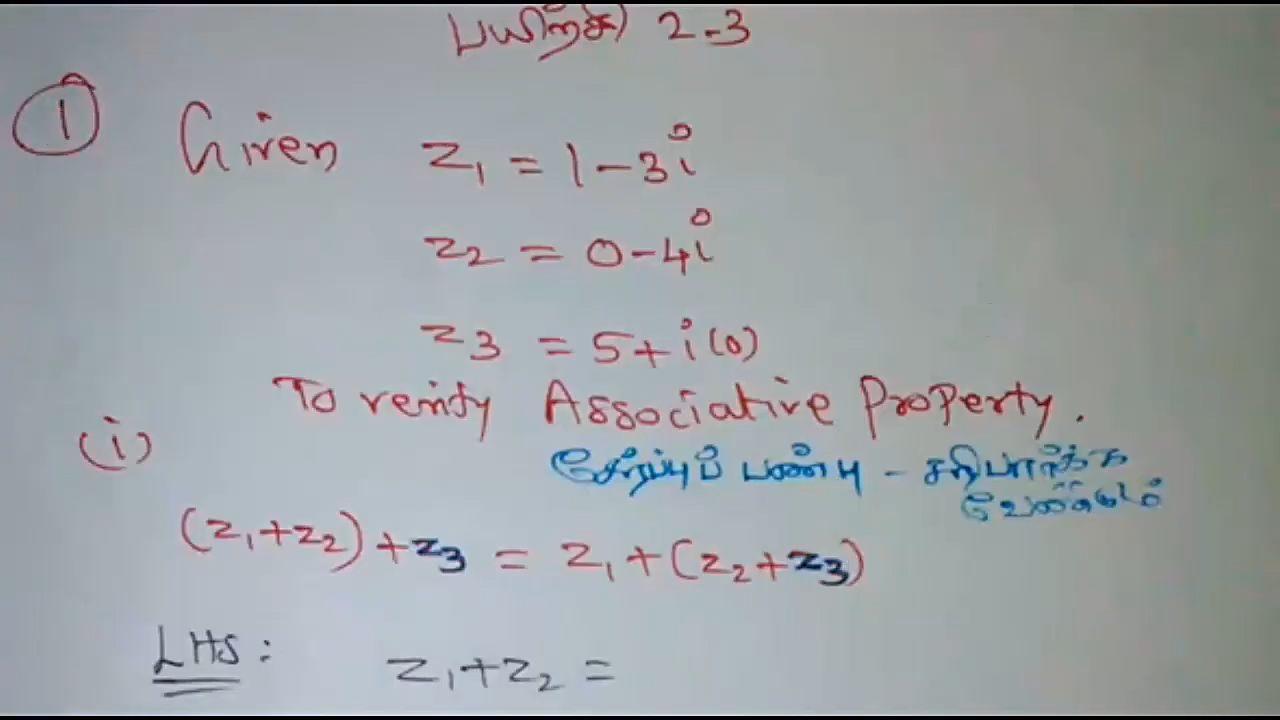 பயிற்சி 2-3
① Given z₁ = 1-3i
z₂ = 0-4i
z₃ = 5+i(0)
To verify Associative Property.
(i)
சேர்ப்புப் பண்பு - சரிபார்க்க
வேண்டும்
(z₁+z₂)+z₃ = z₁+(z₂+z₃)
LHS: z₁+z₂ =